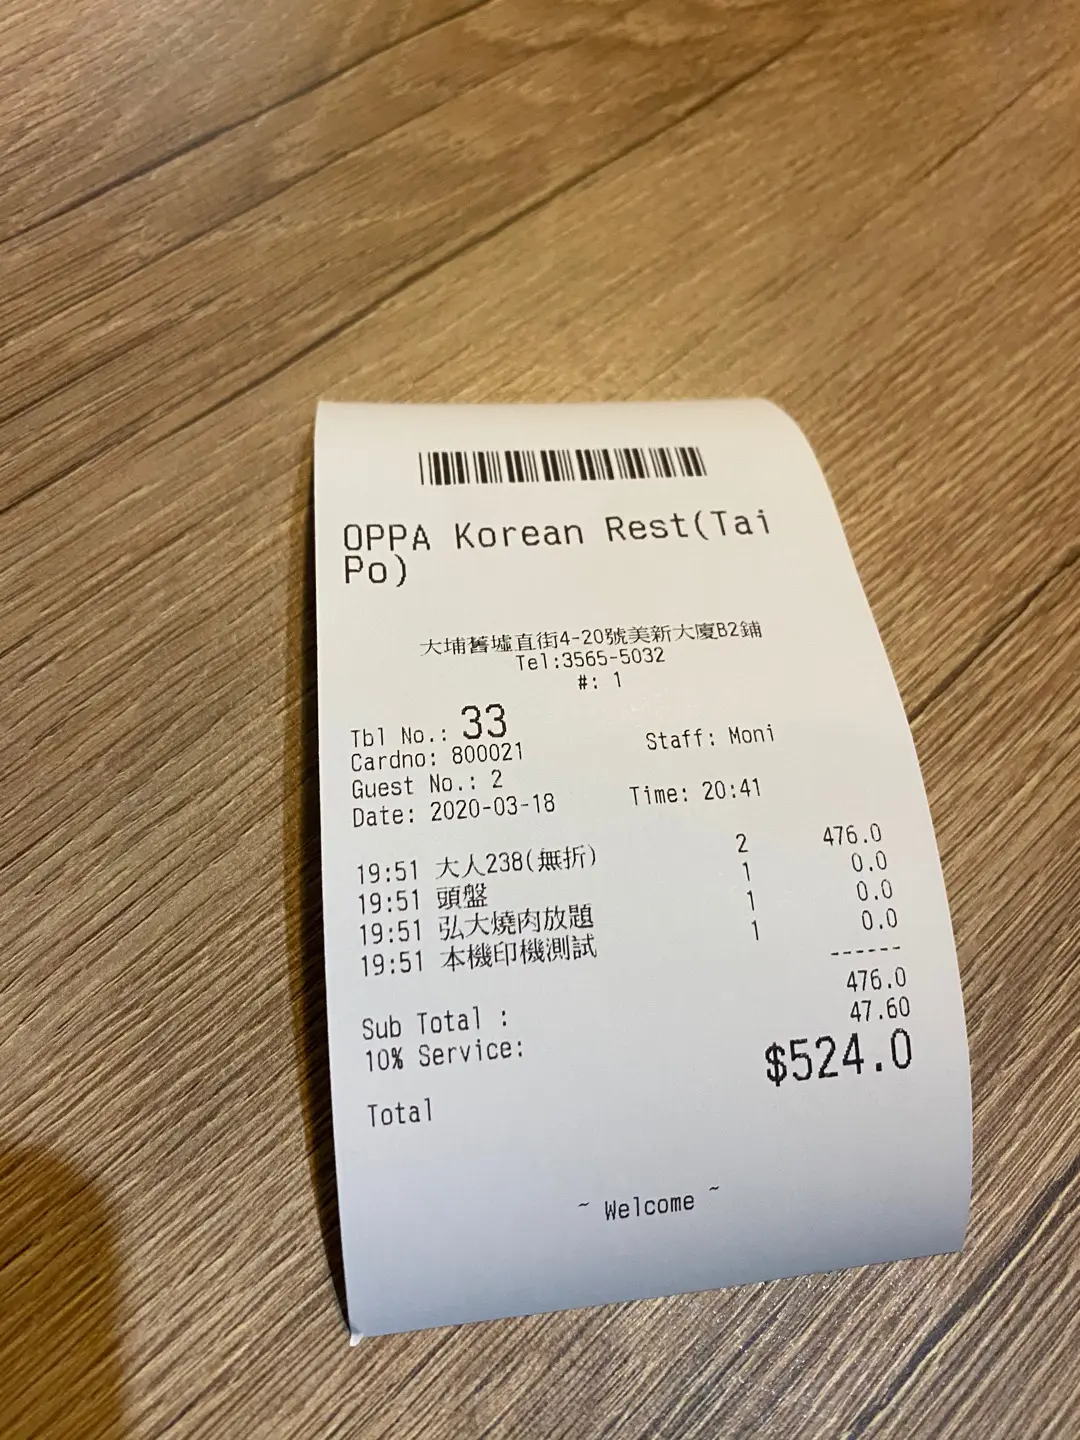 OPPA Korean Rest(Tai
Po)
大埔舊墟直街4-20號美新大廈B2鋪
Tel:3565-5032
#: 1
Tbl No.: 33
Cardno: 800021 Staff: Moni
Guest No.: 2
Date: 2020-03-18 Time: 20:41
19:51 大人238(無折) 2 476.0
19:51 頭盤 1 0.0
19:51 弘大燒肉放題 1 0.0
19:51 本機印機測試 1 0.0
------
Sub Total : 476.0
10% Service: 47.60
Total $524.0
~ Welcome ~